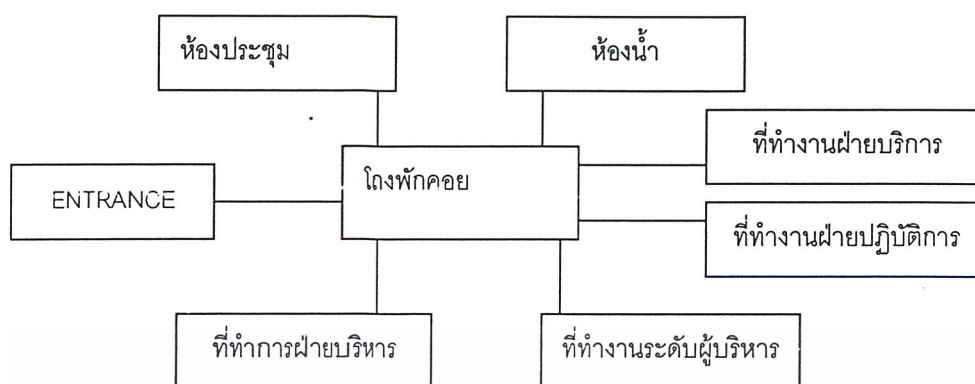 ห้องประชุม
ห้องน้ำ
ที่ทำงานฝ่ายบริการ
โถงพักคอย
ENTRANCE
ที่ทำงานฝ่ายปฏิบัติการ
ที่ทำการฝ่ายบริหาร
ที่ทำงานระดับผู้บริหาร